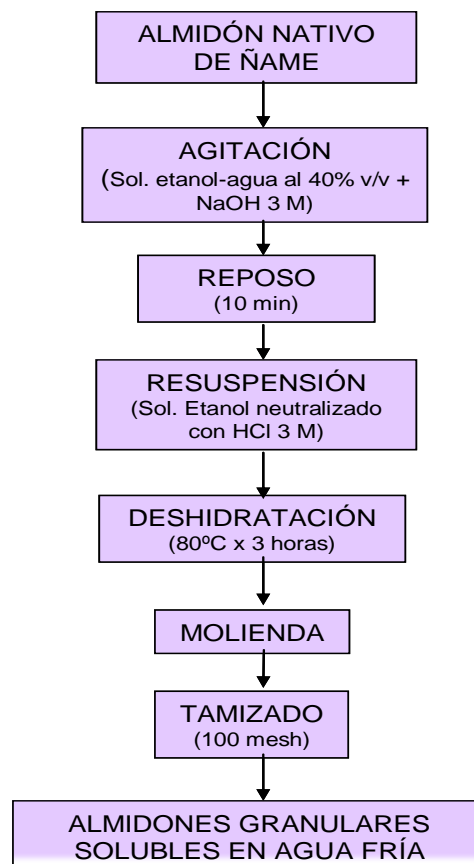 ALMIDÓN NATIVO
DE ÑAME
AGITACIÓN
(Sol. etanol-agua al 40% v/v +
NaOH 3 M)
REPOSO
(10 min)
RESUSPENSIÓN
(Sol. Etanol neutralizado
con HCl 3 M)
DESHIDRATACIÓN
(80ºC x 3 horas)
MOLIENDA
TAMIZADO
(100 mesh)
ALMIDONES GRANULARES
SOLUBLES EN AGUA FRÍA